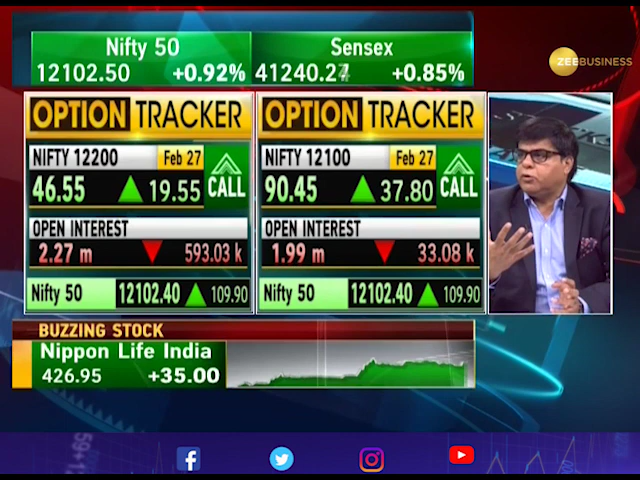 Nifty 50
12102.50 +0.92%
Sensex
41240.27 +0.85%
ZEEBUSINESS
OPTION TRACKER
NIFTY 12200 Feb 27
46.55 19.55 CALL
OPEN INTEREST
2.27 m 593.03 k
Nifty 50 12102.40 109.90
OPTION TRACKER
NIFTY 12100 Feb 27
90.45 37.80 CALL
OPEN INTEREST
1.99 m 33.08 k
Nifty 50 12102.40 109.90
BUZZING STOCK
Nippon Life India
426.95 +35.00